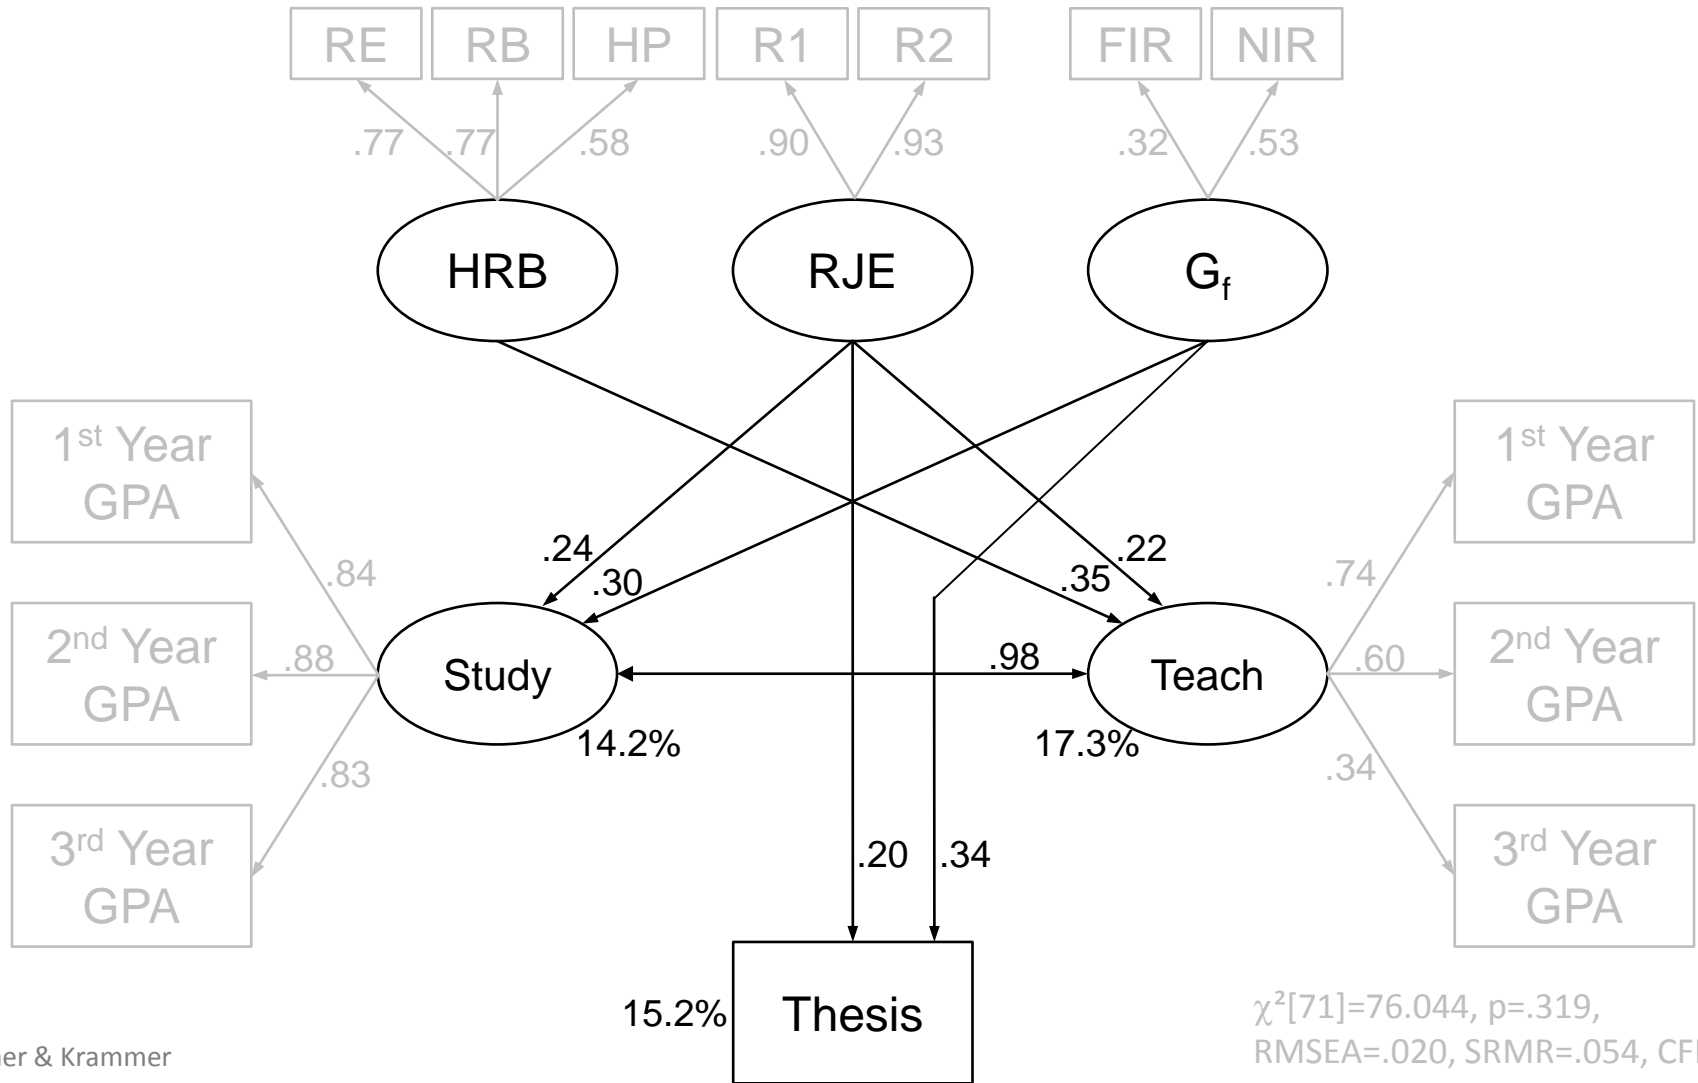 RE
RB
HP
R1
R2
FIR
NIR
.77
.77
.58
.90
.93
.32
.53
HRB
RJE
Gf
1st Year
GPA
1st Year
GPA
.24
.30
.22
.35
.84
.74
2nd Year
GPA
.88
Study
.98
Teach
.60
2nd Year
GPA
14.2%
17.3%
.83
.34
3rd Year
GPA
.20
.34
3rd Year
GPA
15.2%
Thesis
χ²[71]=76.044, p=.319,
RMSEA=.020, SRMR=.054,
& Krammer